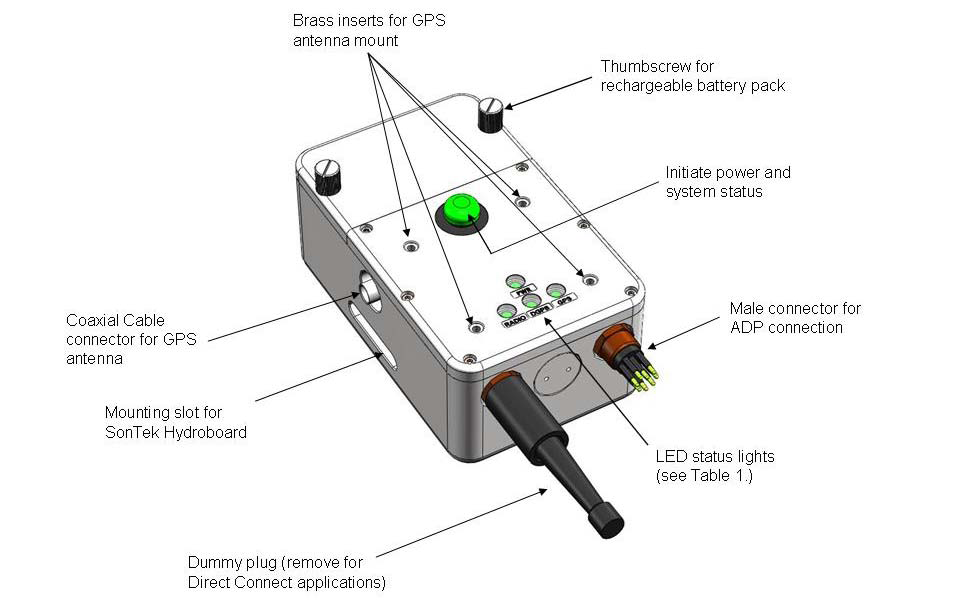 Brass inserts for GPS
antenna mount
Thumbscrew for
rechargeable battery pack
Initiate power and
system status
PWR
RADIO DGPS GPS
Male connector for
ADP connection
Coaxial Cable
connector for GPS
antenna
Mounting slot for
SonTek Hydroboard
LED status lights
(see Table 1.)
Dummy plug (remove for
Direct Connect applications)